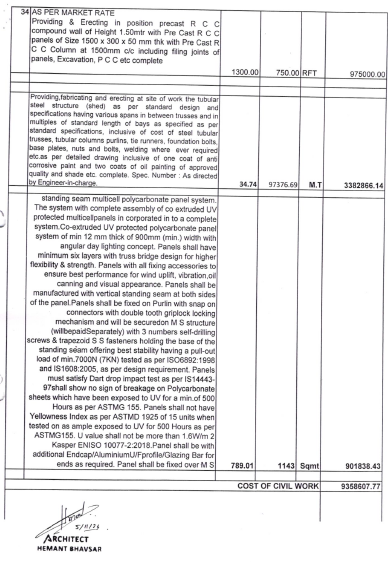 34 AS PER MARKET RATE
Providing & Erecting in position precast R C C
compound wall of Height 1.50mtr with Pre Cast R C C
panels of Size 1500 x 300 x 50 mm thk with Pre Cast R
C C Column at 1500mm c/c including filing joints of
panels, Excavation, P C C etc complete
1300.00 750.00 RFT 975000.00
Providing,fabricating and erecting at site of work the tubular
steel structure (shed) as per standard design and
specifications having various spans in between trusses and in
multiples of standard length of bays as specified as per
standard specifications, inclusive of cost of steel tubular
trusses, tubular columns purlins, tie runners, foundation bolts,
base plates, nuts and bolts, welding where ever required
etc.as per detailed drawing inclusive of one coat of anti
corrosive paint and two coats of oil painting of approved
quality and shade etc. complete. Spec. Number : As directed
by Engineer-in-charge. 34.74 97376.69 M.T 3382866.14
standing seam multicell polycarbonate panel system.
The system with complete assembly of co extruded UV
protected multicellpanels in corporated in to a complete
system.Co-extruded UV protected polycarbonate panel
system of min 12 mm thick of 900mm (min.) width with
angular day lighting concept. Panels shall have
minimum six layers with truss bridge design for higher
flexibility & strength. Panels with all fixing accessories to
ensure best performance for wind uplift, vibration,oil
canning and visual appearance. Panels shall be
manufactured with vertical standing seam at both sides
of the panel.Panels shall be fixed on Purlin with snap on
connectors with double tooth griplock locking
mechanism and will be securedon M S structure
(willbepaidSeparately) with 3 numbers self-drilling
screws & trapezoid S S fasteners holding the base of the
standing seam offering best stability having a pull-out
load of min.7000N (7KN) tested as per ISO6892:1998
and IS1608:2005, as per design requirement. Panels
must satisfy Dart drop impact test as per IS14443-
97shall show no sign of breakage on Polycarbonate
sheets which have been exposed to UV for a min.of 500
Hours as per ASTMG 155. Panels shall not have
Yellowness Index as per ASTMD 1925 of 15 units when
tested on as ample exposed to UV for 500 Hours as per
ASTMG155. U value shall not be more than 1.6W/m 2
Kasper ENISO 10077-2:2018.Panel shall be with
additional Endcap/AluminiumU/Fprofile/Glazing Bar for
ends as required. Panel shall be fixed over M S 789.01 1143 Sqmt 901838.43
COST OF CIVIL WORK 9358607.77
ARCHITECT
HEMANT BHAVSAR